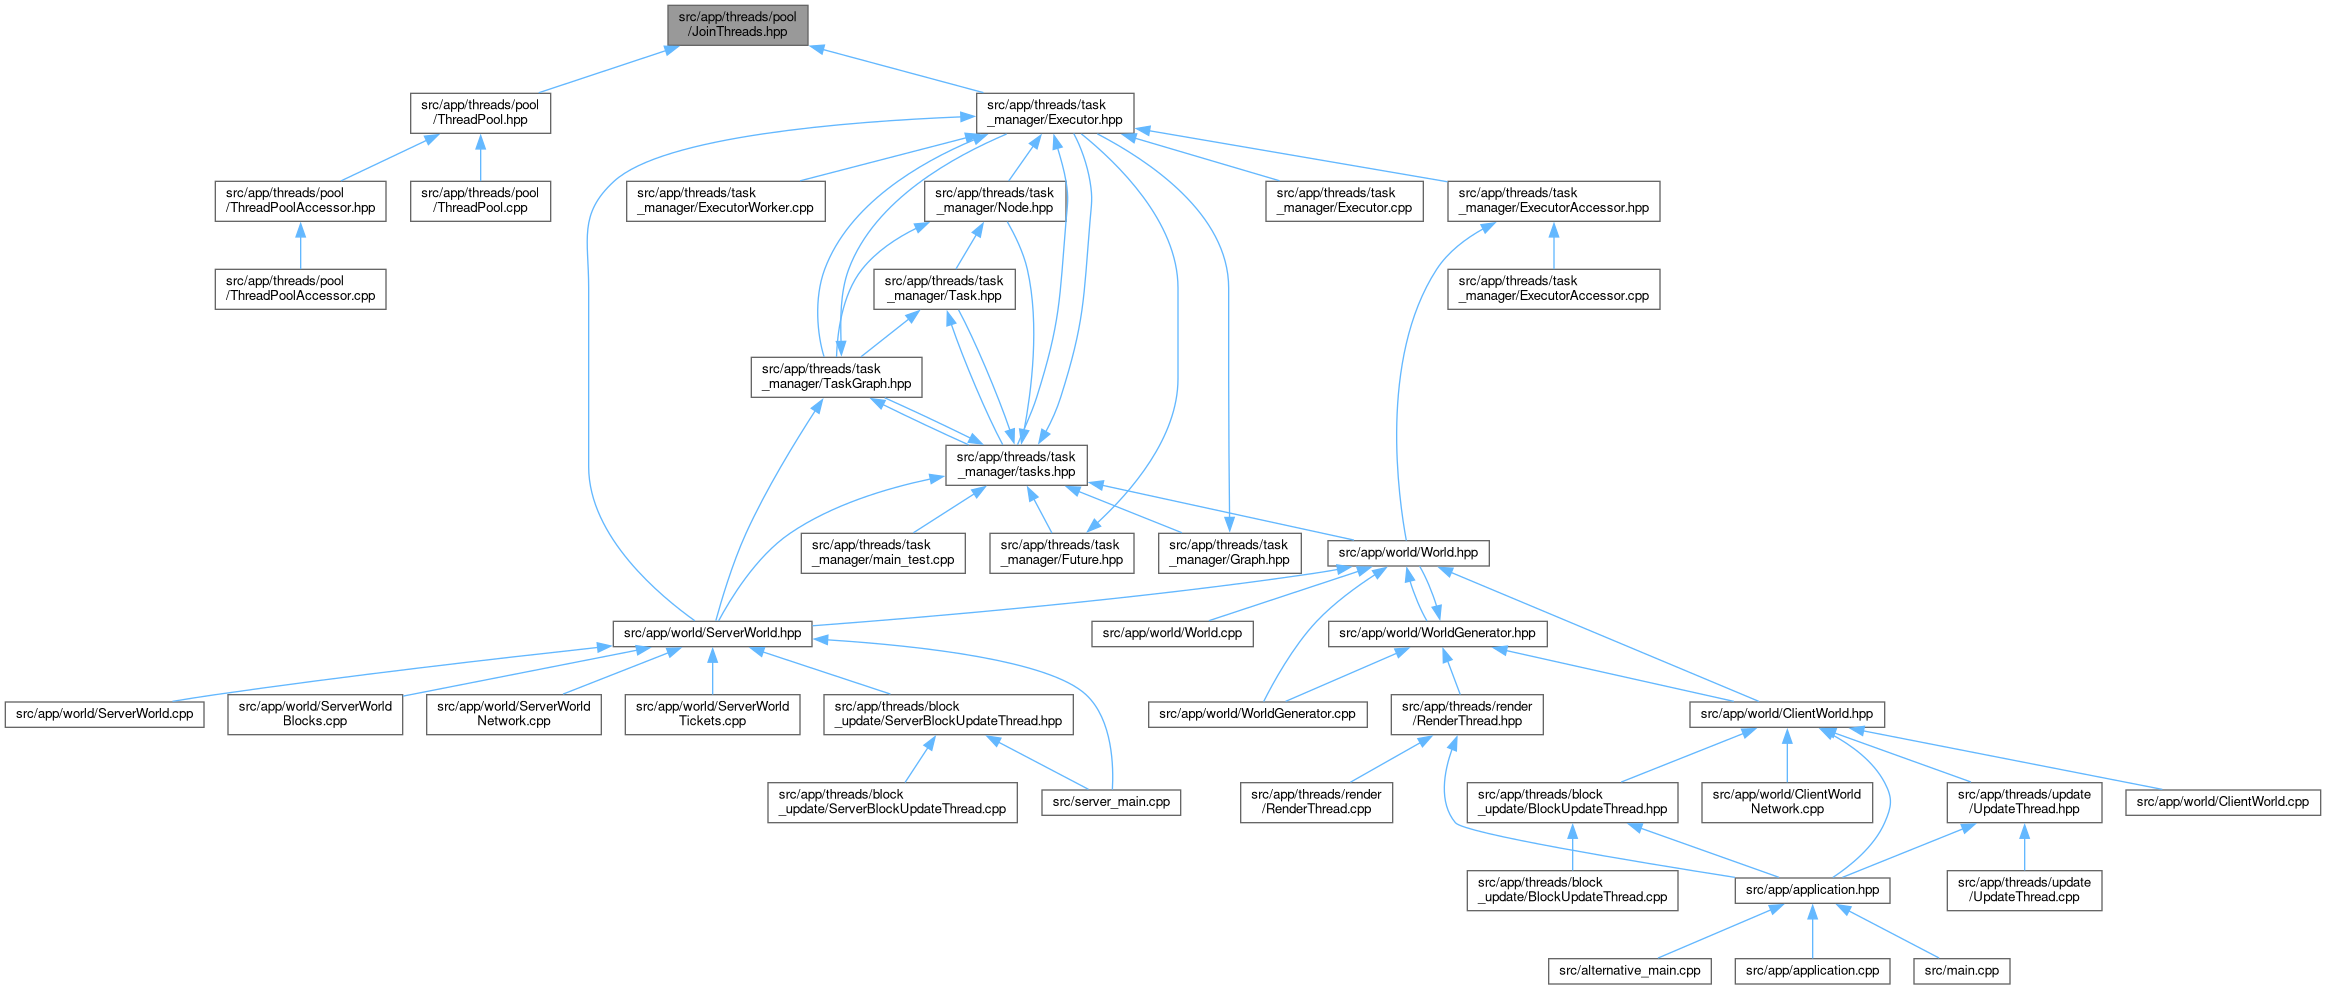 src/app/threads/pool
/JoinThreads.hpp
src/app/threads/pool
/ThreadPool.hpp
src/app/threads/task
_manager/Executor.hpp
src/app/threads/pool
/ThreadPoolAccessor.hpp
src/app/threads/pool
/ThreadPool.cpp
src/app/threads/task
_manager/ExecutorWorker.cpp
src/app/threads/task
_manager/Node.hpp
src/app/threads/task
_manager/Executor.cpp
src/app/threads/task
_manager/ExecutorAccessor.hpp
src/app/threads/pool
/ThreadPoolAccessor.cpp
src/app/threads/task
_manager/Task.hpp
src/app/threads/task
_manager/ExecutorAccessor.cpp
src/app/threads/task
_manager/TaskGraph.hpp
src/app/threads/task
_manager/tasks.hpp
src/app/threads/task
_manager/main_test.cpp
src/app/threads/task
_manager/Future.hpp
src/app/threads/task
_manager/Graph.hpp
src/app/world/World.hpp
src/app/world/ServerWorld.hpp
src/app/world/World.cpp
src/app/world/WorldGenerator.hpp
src/app/world/ServerWorld.cpp
src/app/world/ServerWorld
Blocks.cpp
src/app/world/ServerWorld
Network.cpp
src/app/world/ServerWorld
Tickets.cpp
src/app/threads/block
_update/ServerBlockUpdateThread.hpp
src/app/world/WorldGenerator.cpp
src/app/threads/render
/RenderThread.hpp
src/app/world/ClientWorld.hpp
src/app/threads/block
_update/ServerBlockUpdateThread.cpp
src/server_main.cpp
src/app/threads/render
/RenderThread.cpp
src/app/threads/block
_update/BlockUpdateThread.hpp
src/app/world/ClientWorld
Network.cpp
src/app/threads/update
/UpdateThread.hpp
src/app/world/ClientWorld.cpp
src/app/threads/block
_update/BlockUpdateThread.cpp
src/app/application.hpp
src/app/threads/update
/UpdateThread.cpp
src/alternative_main.cpp
src/app/application.cpp
src/main.cpp